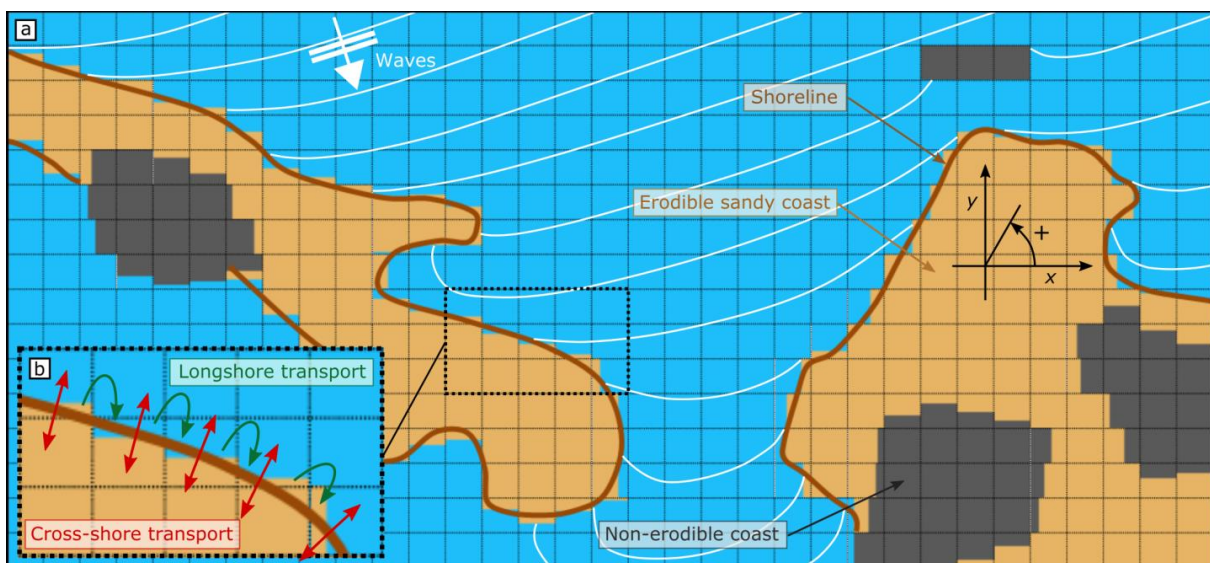 a
Waves
Shoreline
Erodible sandy coast
y
+
x
b
Longshore transport
Cross-shore transport
Non-erodible coast